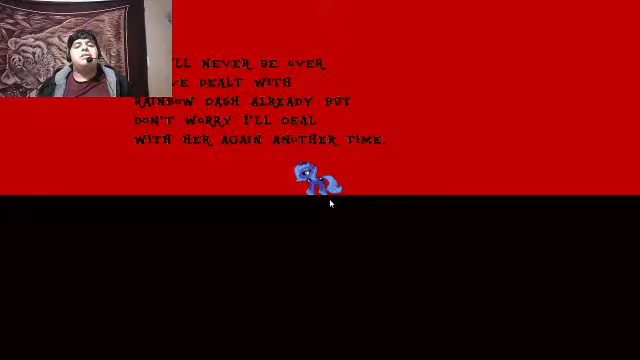 'LL NEVER BE OVER
VE DEALT WITH
RAINBOW DASH ALREADY BUT
DON'T WORRY I'LL DEAL
WITH HER AGAIN ANOTHER TIME.